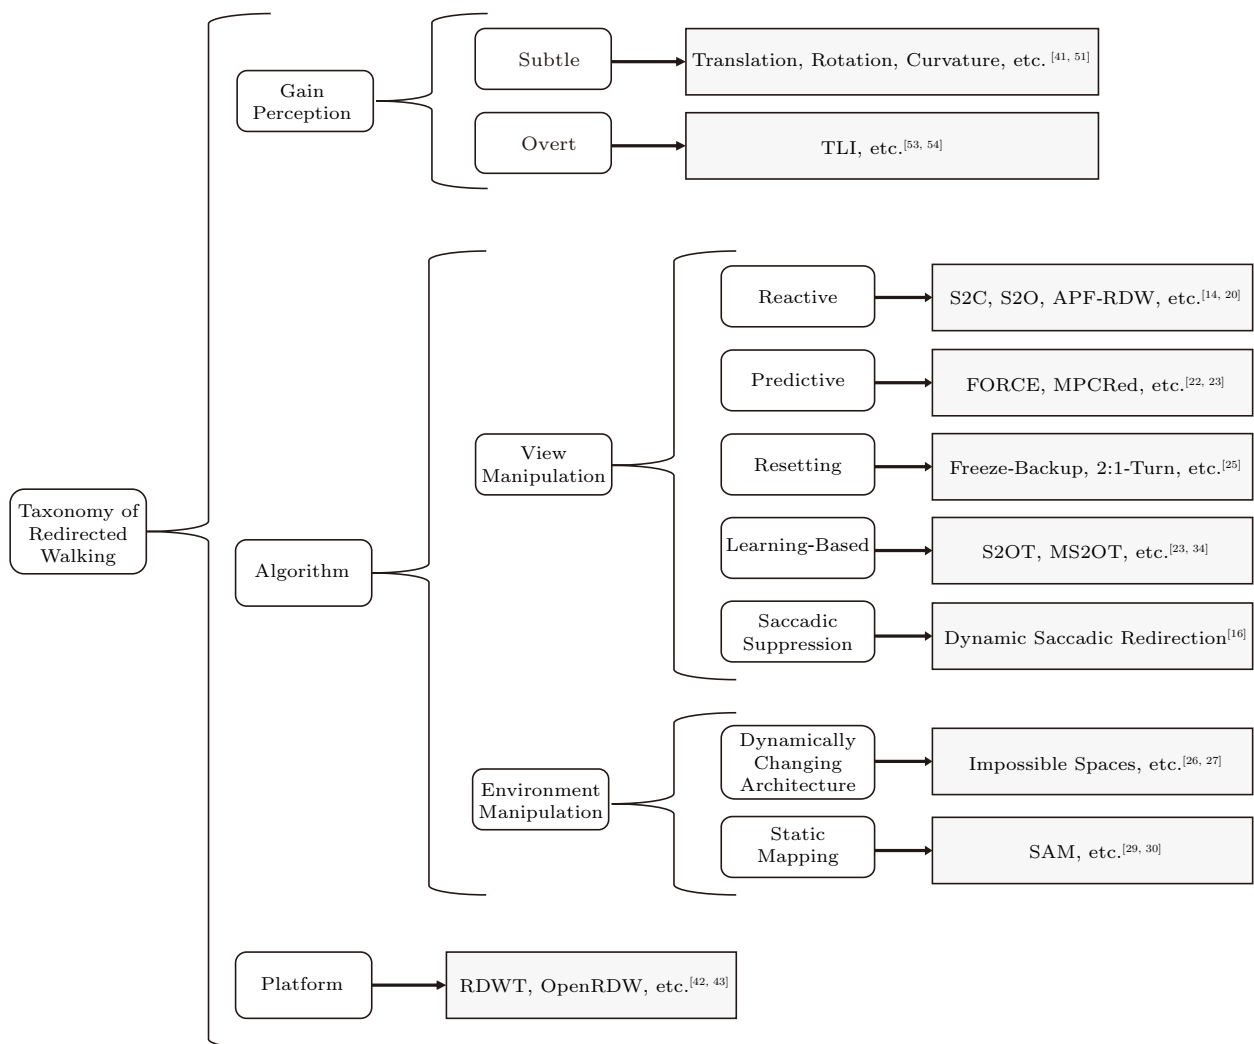 Taxonomy of
Redirected
Walking
Gain
Perception
Subtle
Translation, Rotation, Curvature, etc. [41, 51]
Overt
TLI, etc.[53, 54]
Algorithm
View
Manipulation
Reactive
S2C, S2O, APF-RDW, etc.[14, 20]
Predictive
FORCE, MPCRed, etc.[22, 23]
Resetting
Freeze-Backup, 2:1-Turn, etc.[25]
Learning-Based
S2OT, MS2OT, etc.[23, 34]
Saccadic
Suppression
Dynamic Saccadic Redirection[16]
Environment
Manipulation
Dynamically
Changing
Architecture
Impossible Spaces, etc.[26, 27]
Static
Mapping
SAM, etc.[29, 30]
Platform
RDWT, OpenRDW, etc.[42, 43]